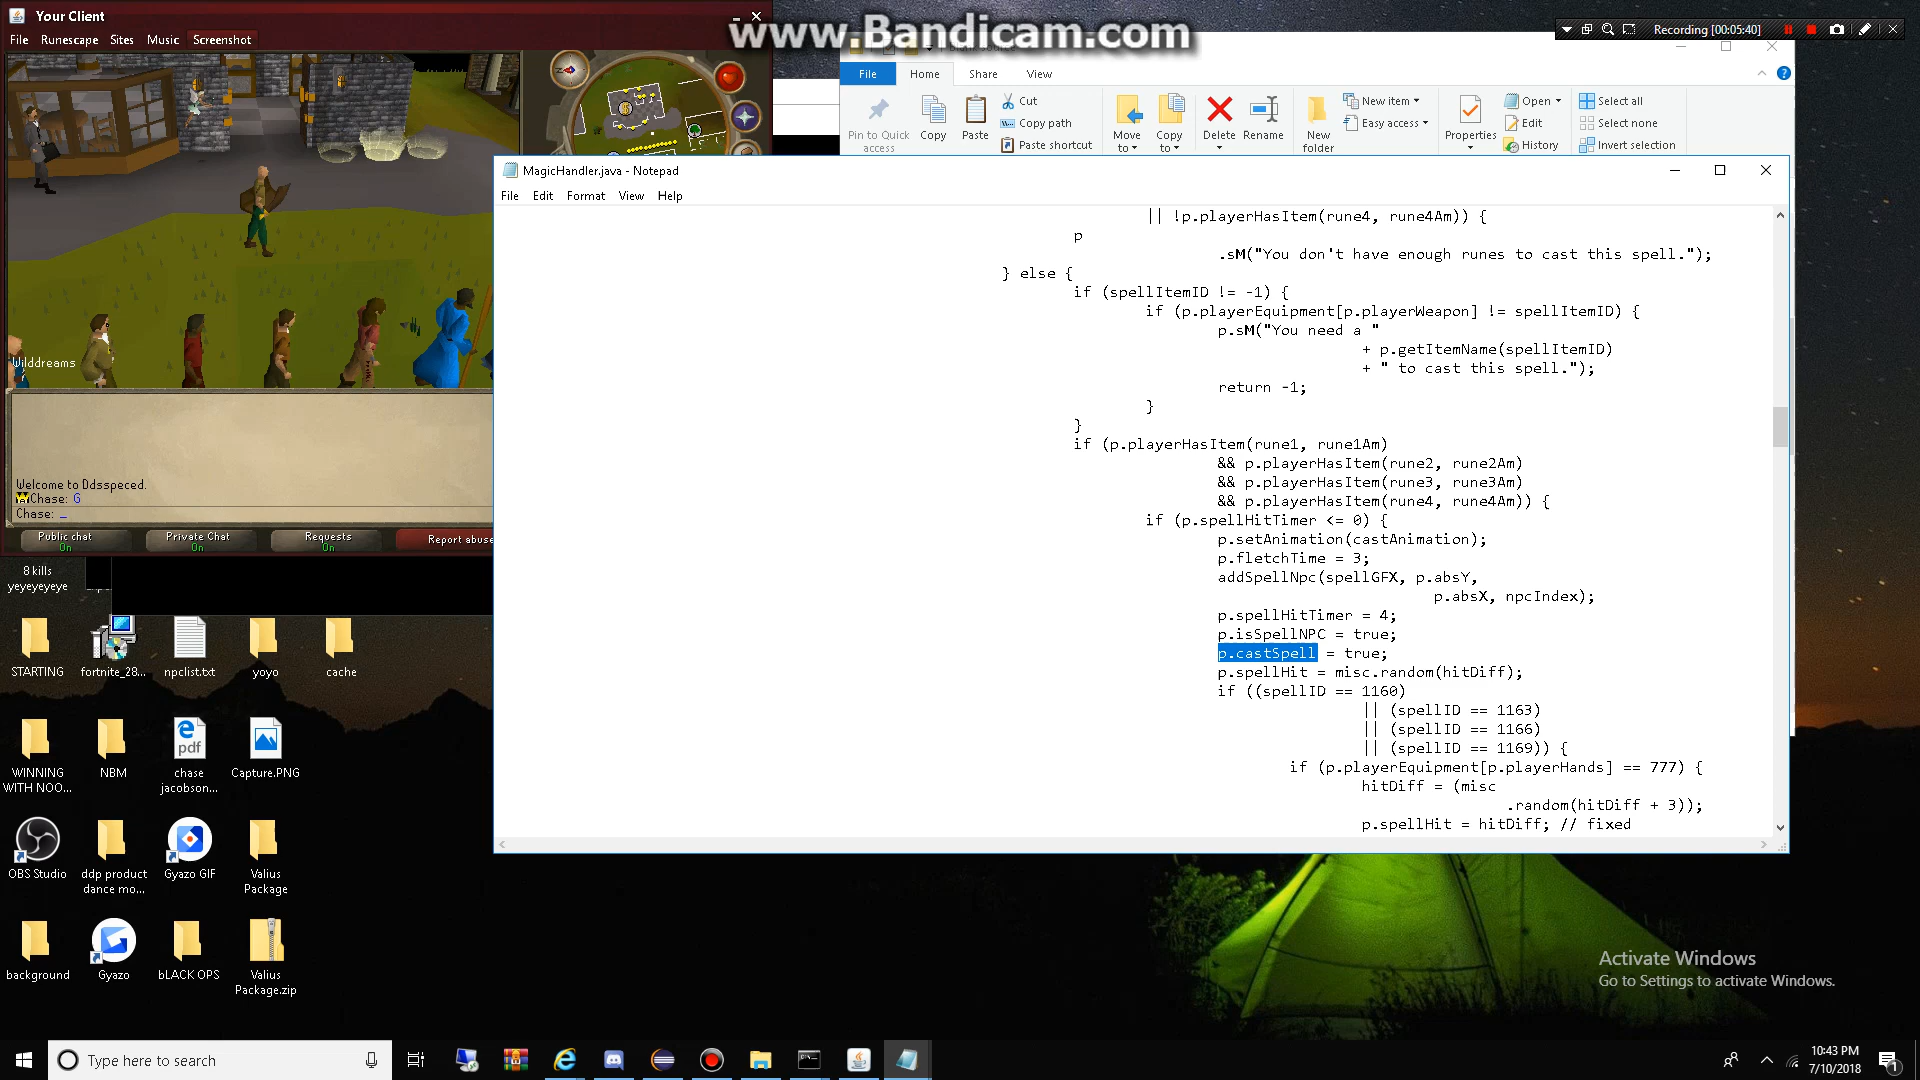 Your Client
File Runescape Sites Music Screenshot
Wilddreams
Welcome to Ddsspeced.
Chase: 6
Chase: _
Public chat
On
Private Chat
On
Requests
On
Report abuse
www.Bandicam.com
Recording [00:05:40]
File Home Share View
Pin to Quick access
Copy
Paste
Cut
Copy path
Paste shortcut
Move to
Copy to
Delete
Rename
New folder
New item
Easy access
Properties
Open
Edit
History
Select all
Select none
Invert selection
MagicHandler.java - Notepad
File Edit Format View Help
|| !p.playerHasItem(rune4, rune4Am)) {
p
.sM("You don't have enough runes to cast this spell.");
} else {
if (spellItemID != -1) {
if (p.playerEquipment[p.playerWeapon] != spellItemID) {
p.sM("You need a "
+ p.getItemName(spellItemID)
+ " to cast this spell.");
return -1;
}
}
if (p.playerHasItem(rune1, rune1Am)
&& p.playerHasItem(rune2, rune2Am)
&& p.playerHasItem(rune3, rune3Am)
&& p.playerHasItem(rune4, rune4Am)) {
if (p.spellHitTimer <= 0) {
p.setAnimation(castAnimation);
p.fletchTime = 3;
addSpellNpc(spellGFX, p.absY,
p.absX, npcIndex);
p.spellHitTimer = 4;
p.isSpellNPC = true;
p.castSpell = true;
p.spellHit = misc.random(hitDiff);
if ((spellID == 1160)
|| (spellID == 1163)
|| (spellID == 1166)
|| (spellID == 1169)) {
if (p.playerEquipment[p.playerHands] == 777) {
hitDiff = (misc
.random(hitDiff + 3));
p.spellHit = hitDiff; // fixed
8 kills
yeyeyeyeye
STARTING
fortnite_28...
npclist.txt
yoyo
cache
WINNING WITH NOO...
NBM
chase jacobson...
Capture.PNG
OBS Studio
ddp product dance mo...
Gyazo GIF
Valius Package
background
Gyazo
bLACK OPS
Valius Package.zip
Activate Windows
Go to Settings to activate Windows.
Type here to search
10:43 PM
7/10/2018
1